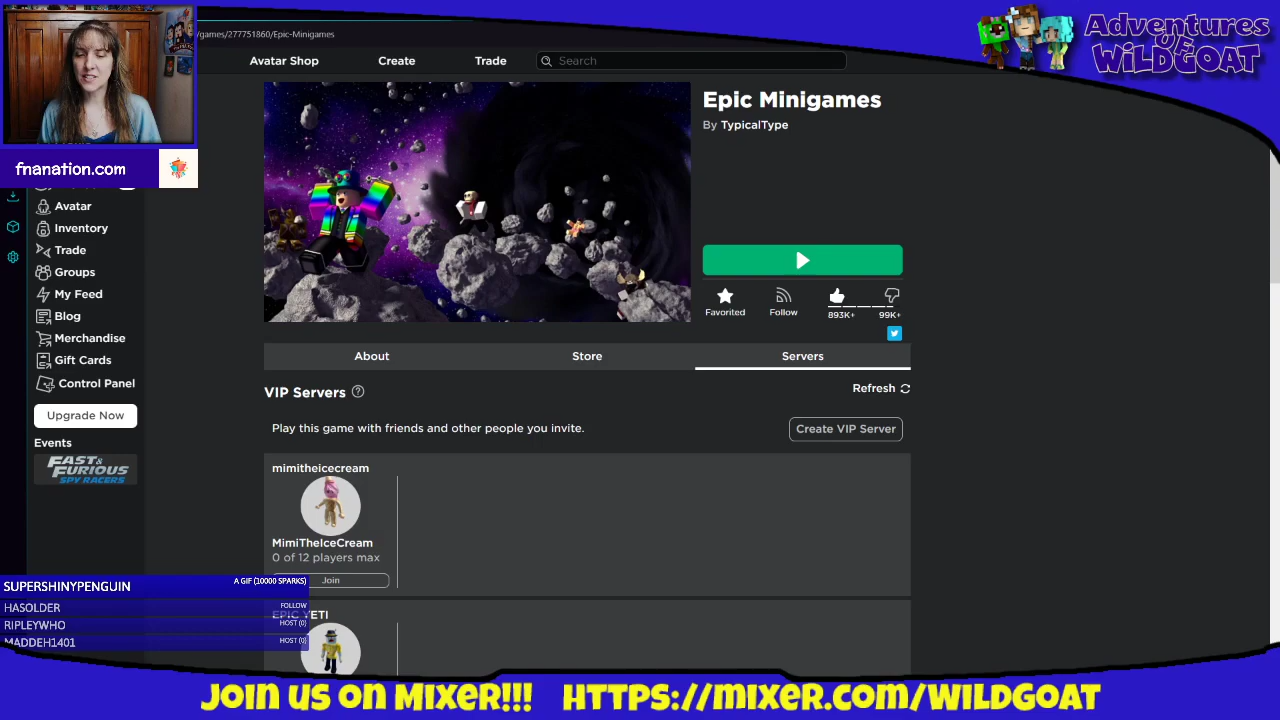 /games/277751860/Epic-Minigames
Adventures
OF
WILDGOAT
Avatar Shop Create Trade Search
Epic Minigames
By TypicalType
fnanation.com
Avatar
Inventory
Trade
Groups
My Feed
Blog
Merchandise
Gift Cards
Control Panel
Upgrade Now
Events
FAST & FURIOUS
SPY RACERS
Favorited Follow 893K+ 99K+
About Store Servers
VIP Servers ? Refresh
Play this game with friends and other people you invite. Create VIP Server
mimitheicecream
MimiTheIceCream
0 of 12 players max
Join
EPIC YETI
SUPERSHINYPENGUIN A GIF (10000 SPARKS)
HASOLDER FOLLOW
RIPLEYWHO HOST (0)
MADDEH1401 HOST (0)
Join us on Mixer!!! HTTPS://mixer.com/WILDGOAT